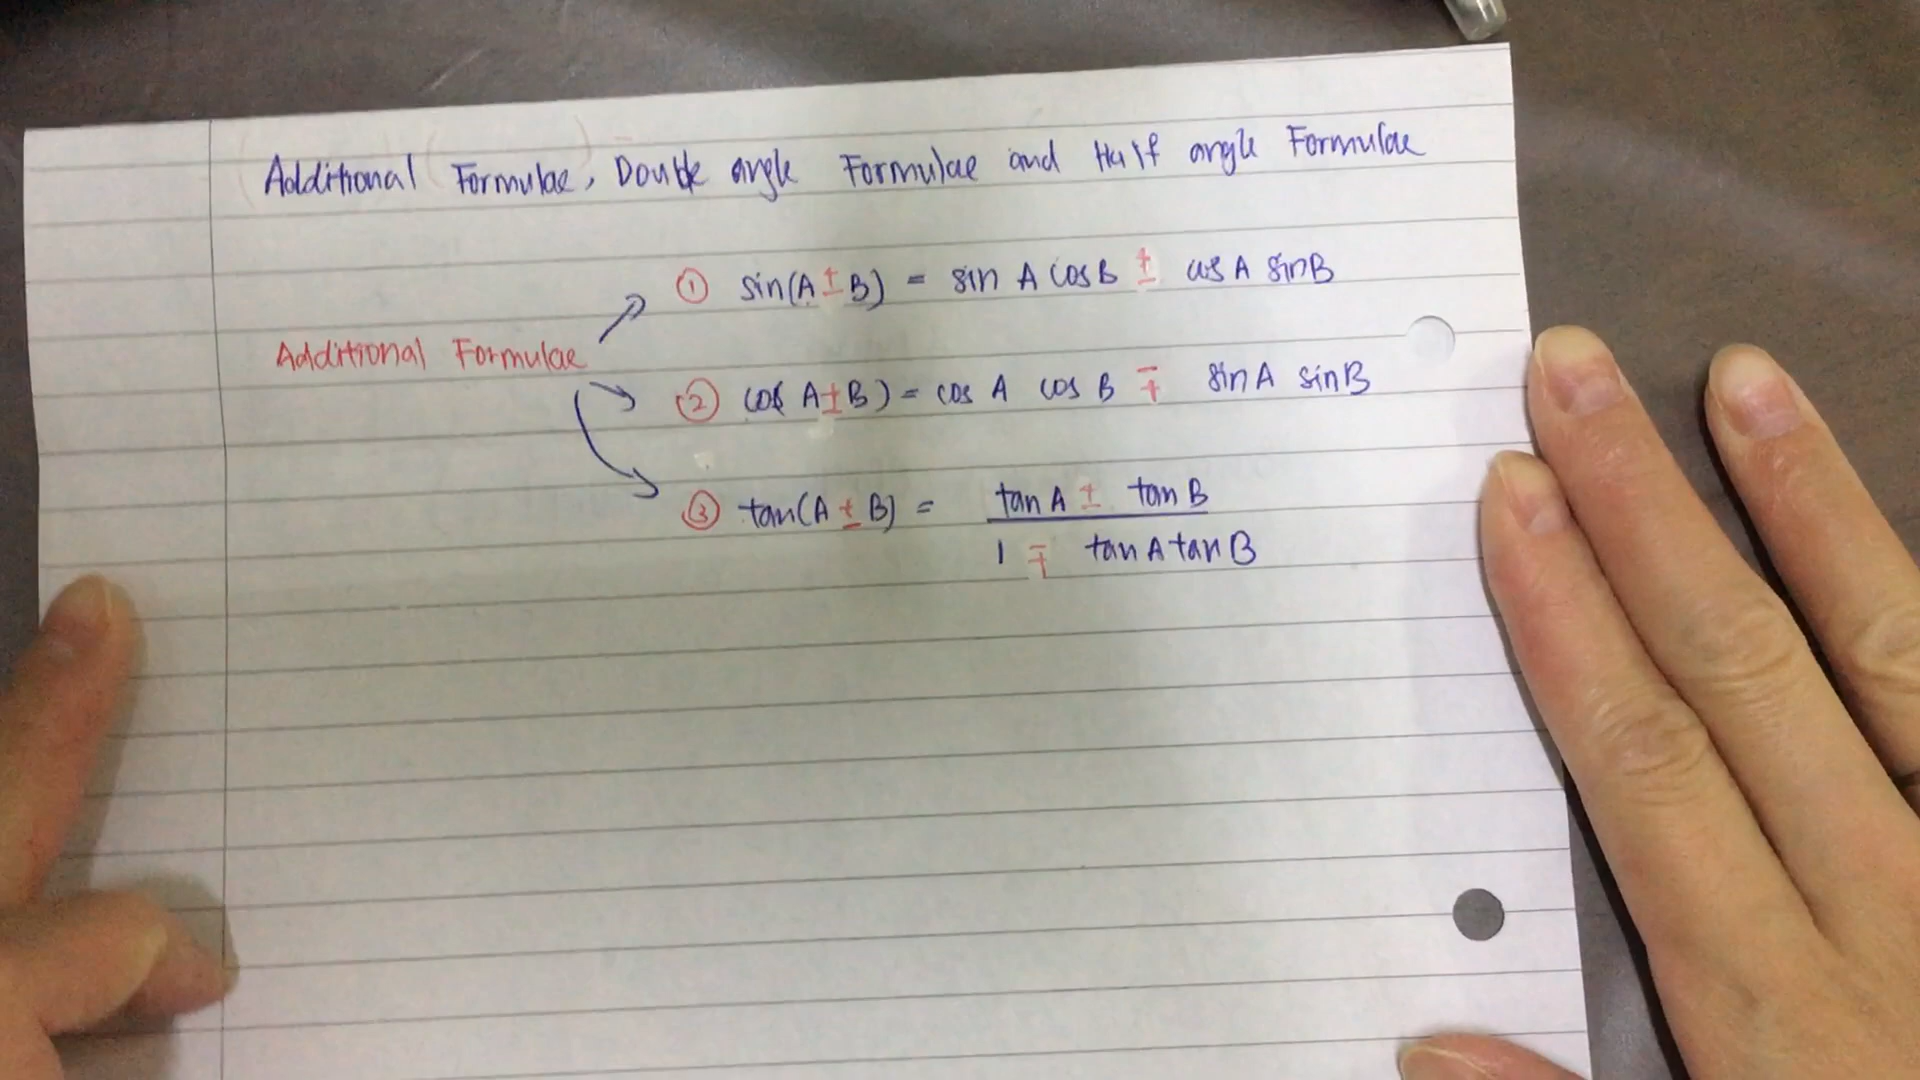 Additional Formulae, Double angle Formulae and Half angle Formulae
① sin(A ± B) = sin A cos B ± cos A sin B
Additional Formulae
② cos(A ± B) = cos A cos B ∓ sin A sin B
③ tan(A ± B) = tan A ± tan B
1 ∓ tan A tan B